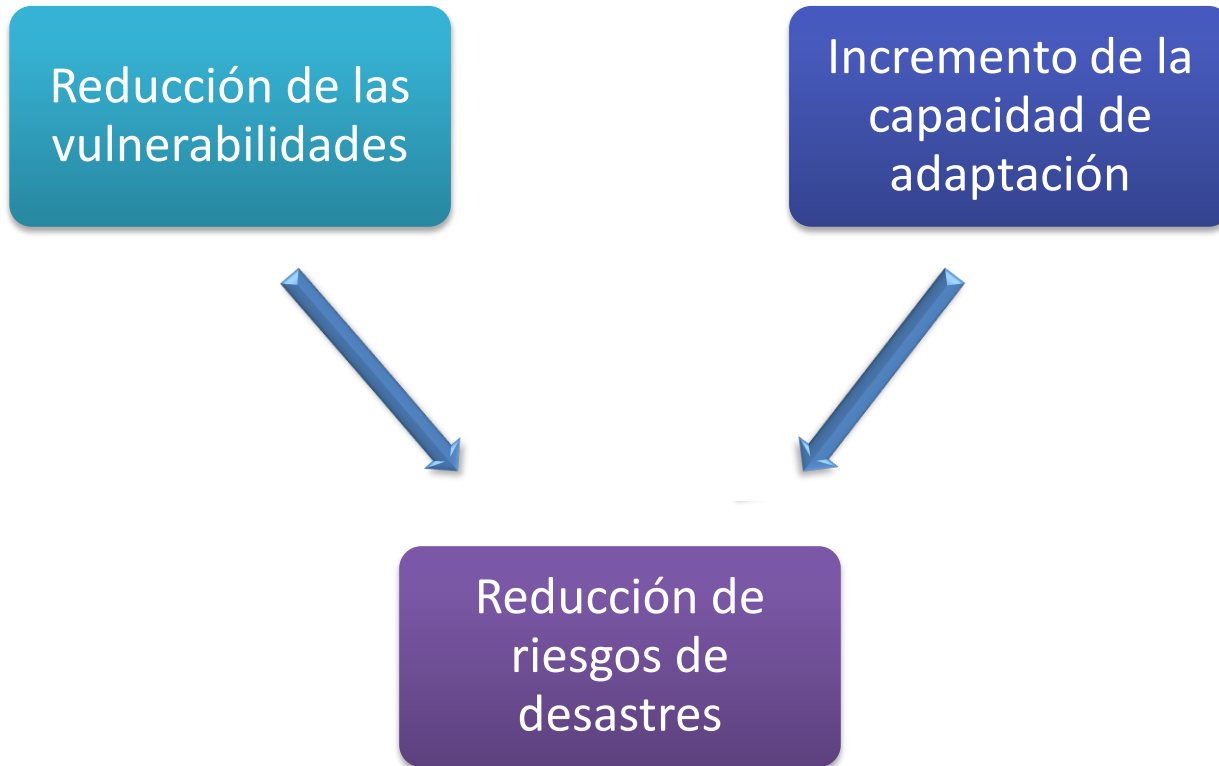 Reducción de las
vulnerabilidades
Incremento de la
capacidad de
adaptación
Reducción de
riesgos de
desastres